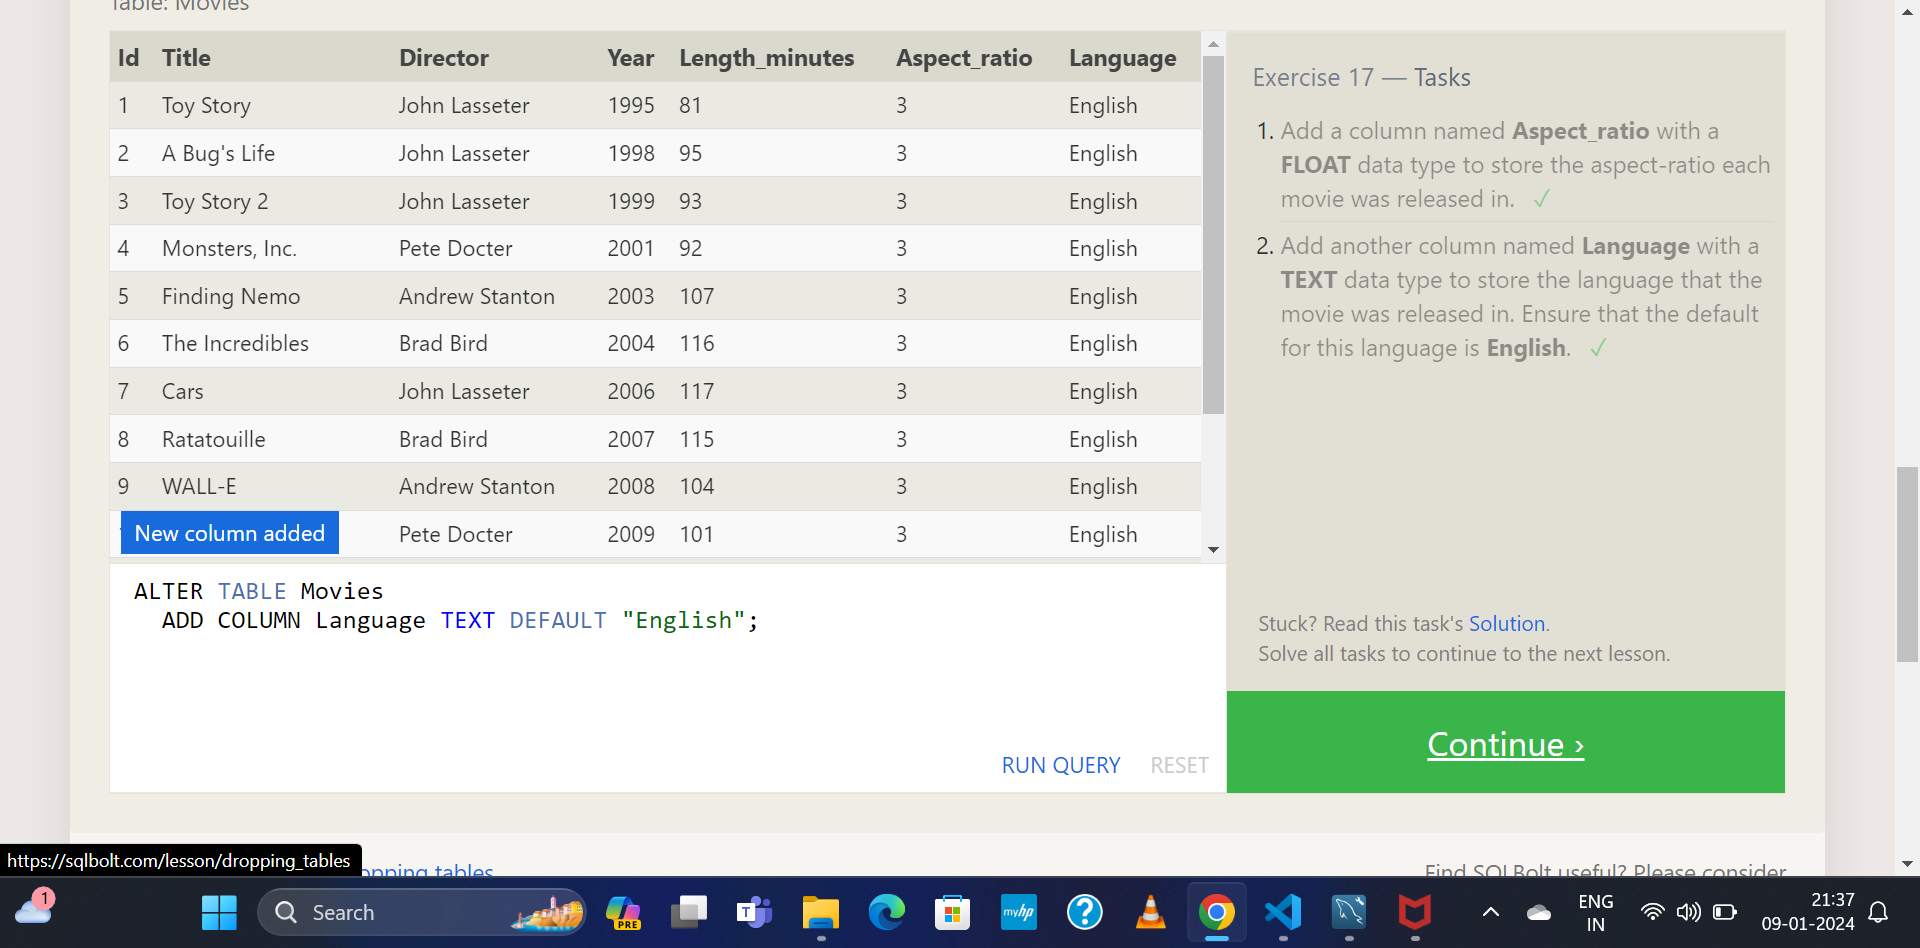 Table: Movies
Id Title Director Year Length_minutes Aspect_ratio Language
1 Toy Story John Lasseter 1995 81 3 English
2 A Bug's Life John Lasseter 1998 95 3 English
3 Toy Story 2 John Lasseter 1999 93 3 English
4 Monsters, Inc. Pete Docter 2001 92 3 English
5 Finding Nemo Andrew Stanton 2003 107 3 English
6 The Incredibles Brad Bird 2004 116 3 English
7 Cars John Lasseter 2006 117 3 English
8 Ratatouille Brad Bird 2007 115 3 English
9 WALL-E Andrew Stanton 2008 104 3 English
New column added Pete Docter 2009 101 3 English
ALTER TABLE Movies
ADD COLUMN Language TEXT DEFAULT "English";
RUN QUERY RESET
Exercise 17 — Tasks
1. Add a column named Aspect_ratio with a
FLOAT data type to store the aspect-ratio each
movie was released in. ✓
2. Add another column named Language with a
TEXT data type to store the language that the
movie was released in. Ensure that the default
for this language is English. ✓
Stuck? Read this task's Solution.
Solve all tasks to continue to the next lesson.
Continue ›
https://sqlbolt.com/lesson/dropping_tables
opping tables
Find SQLBolt useful? Please consider
1
Search
PRE
T
myhp
?
ENG
IN
21:37
09-01-2024